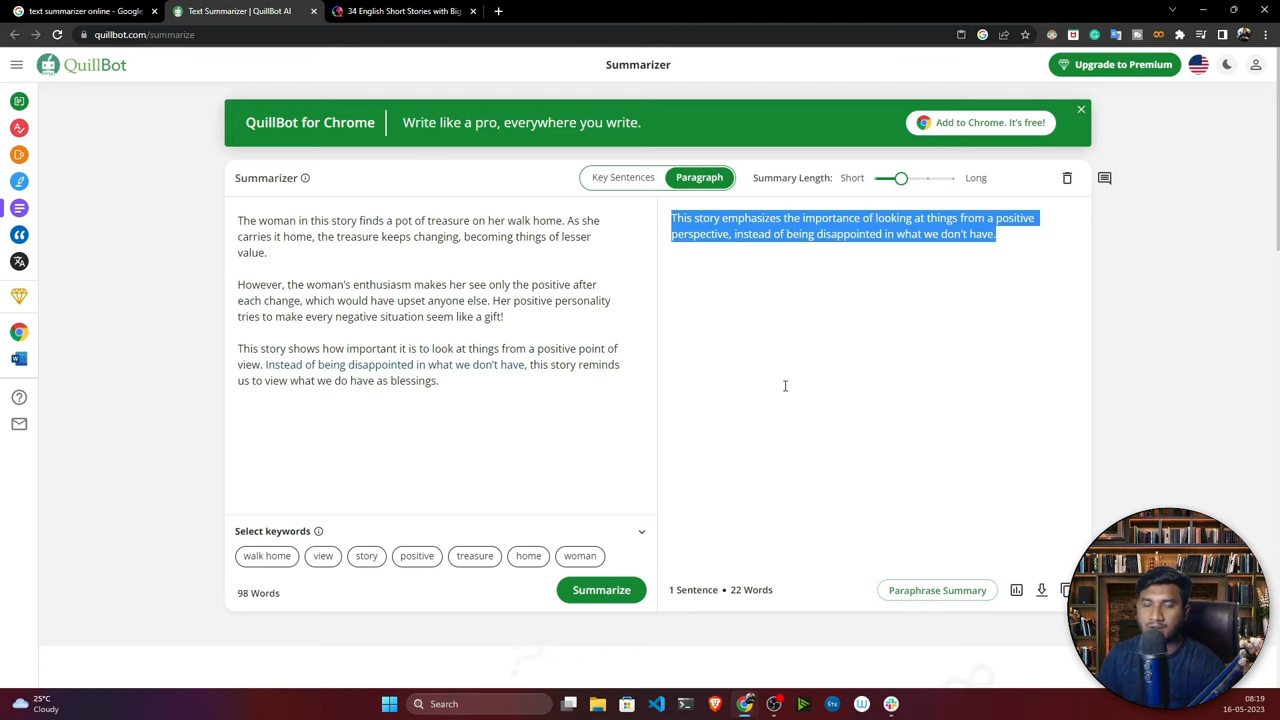 text summarizer online - Google
Text Summarizer | QuillBot AI
34 English Short Stories with Big
quillbot.com/summarize
QuillBot
Summarizer
Upgrade to Premium
QuillBot for Chrome
Write like a pro, everywhere you write.
Add to Chrome. It's free!
Summarizer
Key Sentences
Paragraph
Summary Length:
Short
Long
The woman in this story finds a pot of treasure on her walk home. As she
carries it home, the treasure keeps changing, becoming things of lesser
value.
However, the woman's enthusiasm makes her see only the positive after
each change, which would have upset anyone else. Her positive personality
tries to make every negative situation seem like a gift!
This story shows how important it is to look at things from a positive point of
view. Instead of being disappointed in what we don't have, this story reminds
us to view what we do have as blessings.
This story emphasizes the importance of looking at things from a positive
perspective, instead of being disappointed in what we don't have.
Select keywords
walk home
view
story
positive
treasure
home
woman
98 Words
Summarize
1 Sentence • 22 Words
Paraphrase Summary
25°C
Cloudy
Search
08:19
16-05-2023